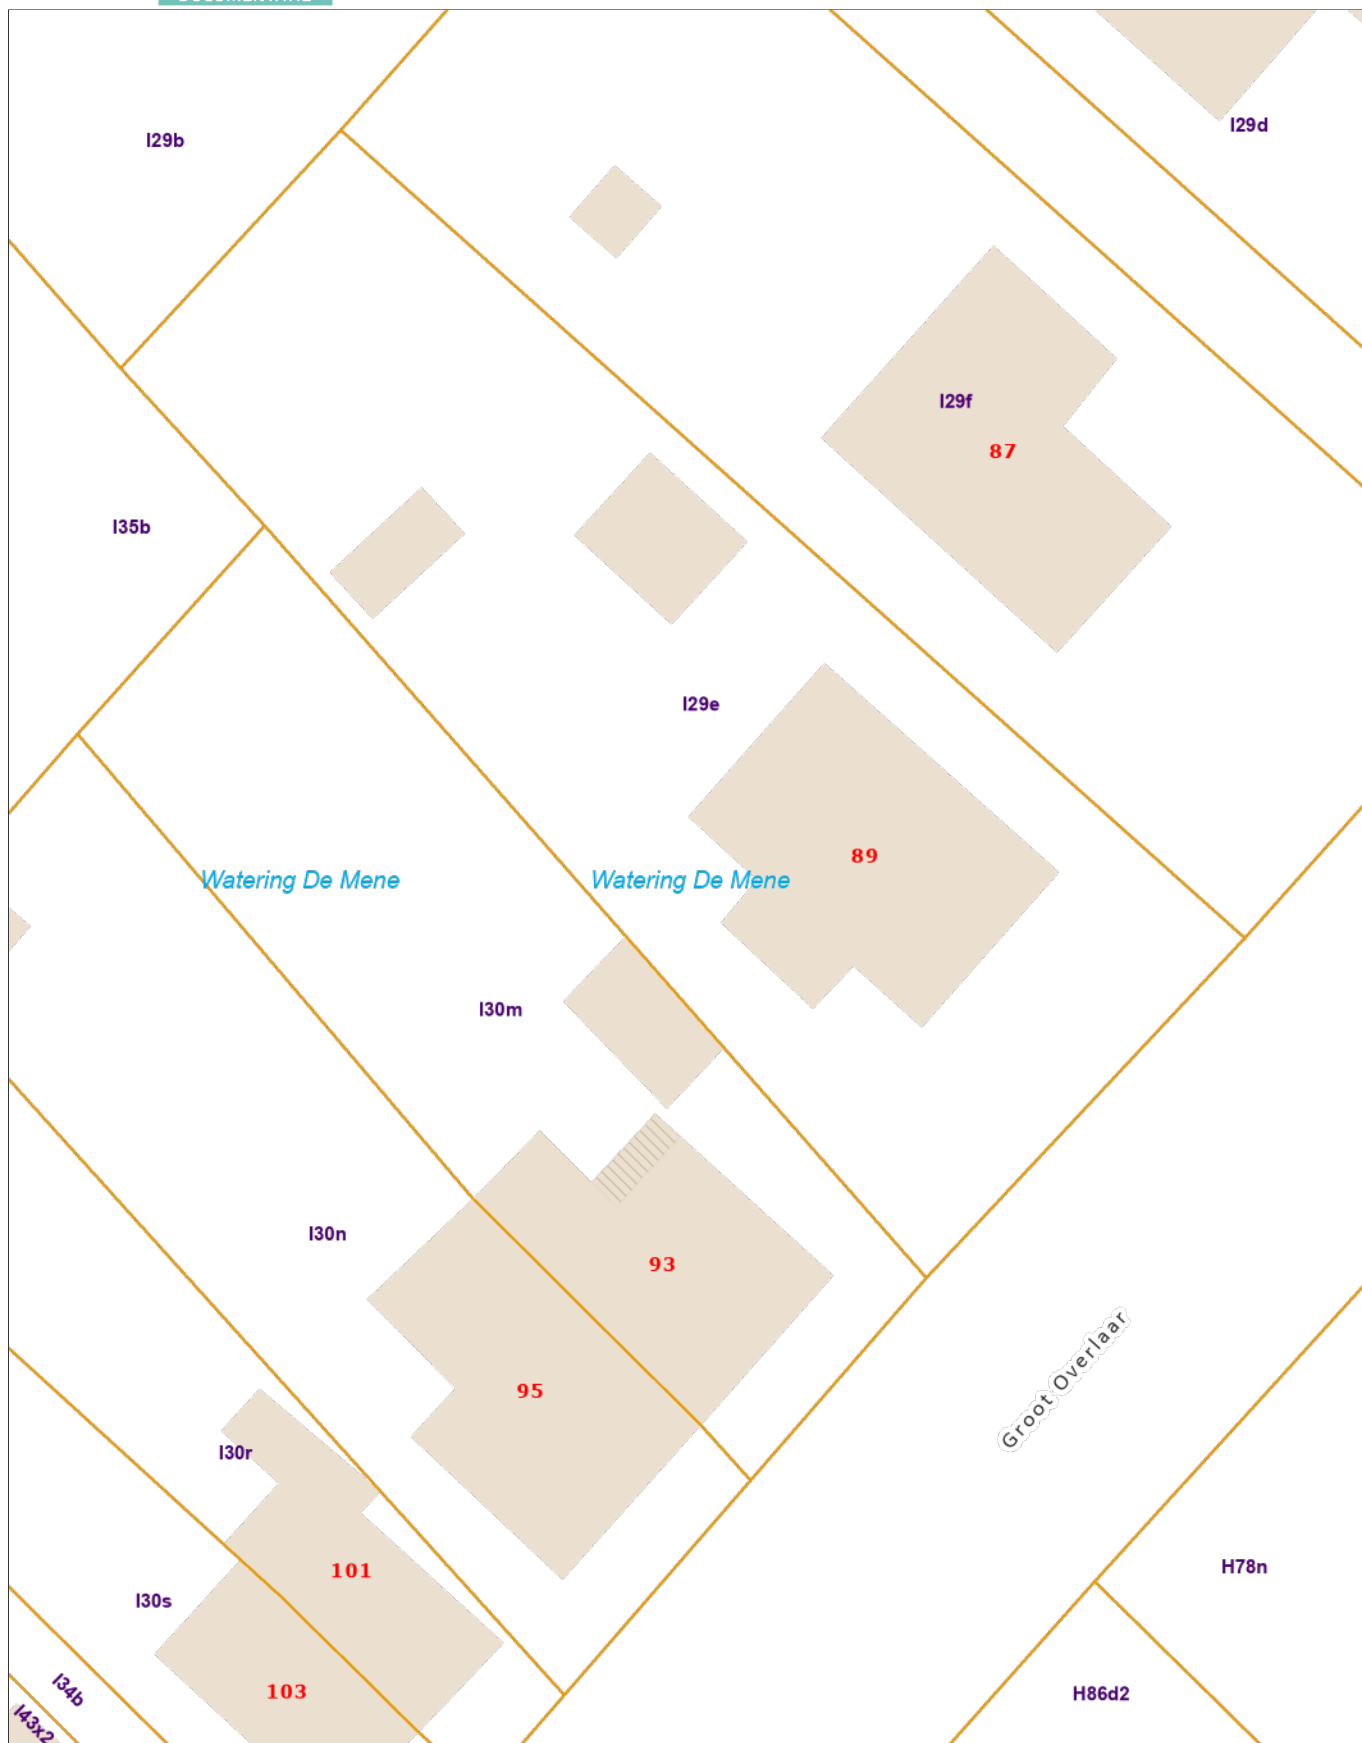 I29d
I29b
I29f
87
I35b
I29e
89
Watering De Mene
Watering De Mene
I30m
I30n
93
Groot Overlaar
95
I30r
H78n
101
I30s
I34b
103
H86d2
I43x2